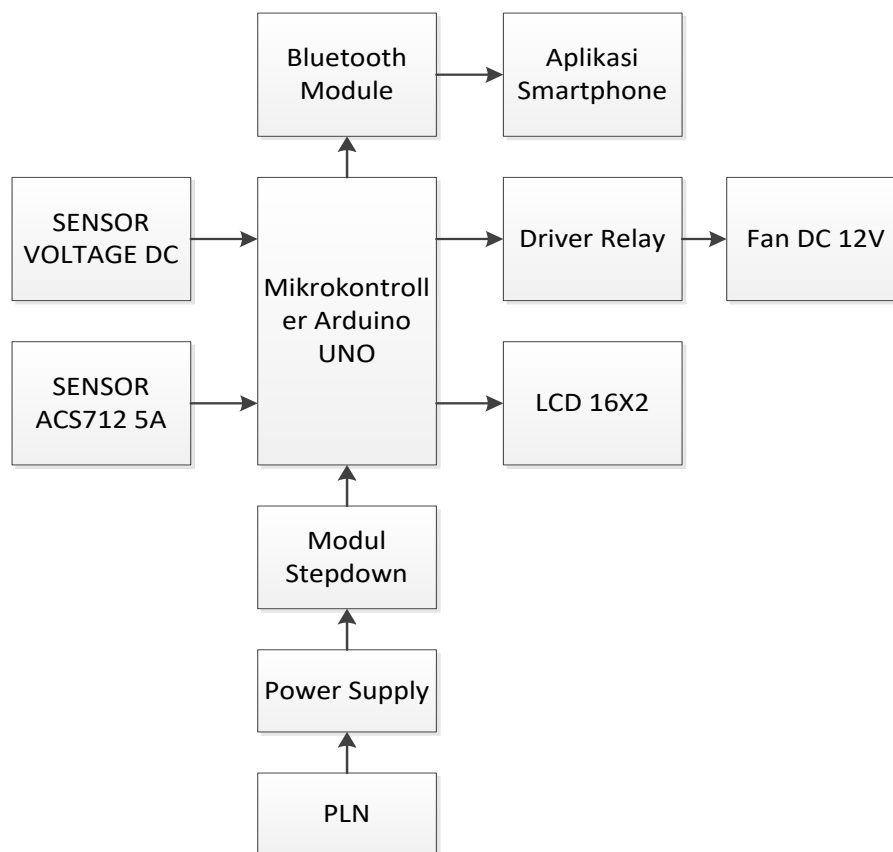 Bluetooth
Module
Aplikasi
Smartphone
SENSOR
VOLTAGE DC
Mikrokontroll
er Arduino
UNO
Driver Relay
Fan DC 12V
SENSOR
ACS712 5A
LCD 16X2
Modul
Stepdown
Power Supply
PLN